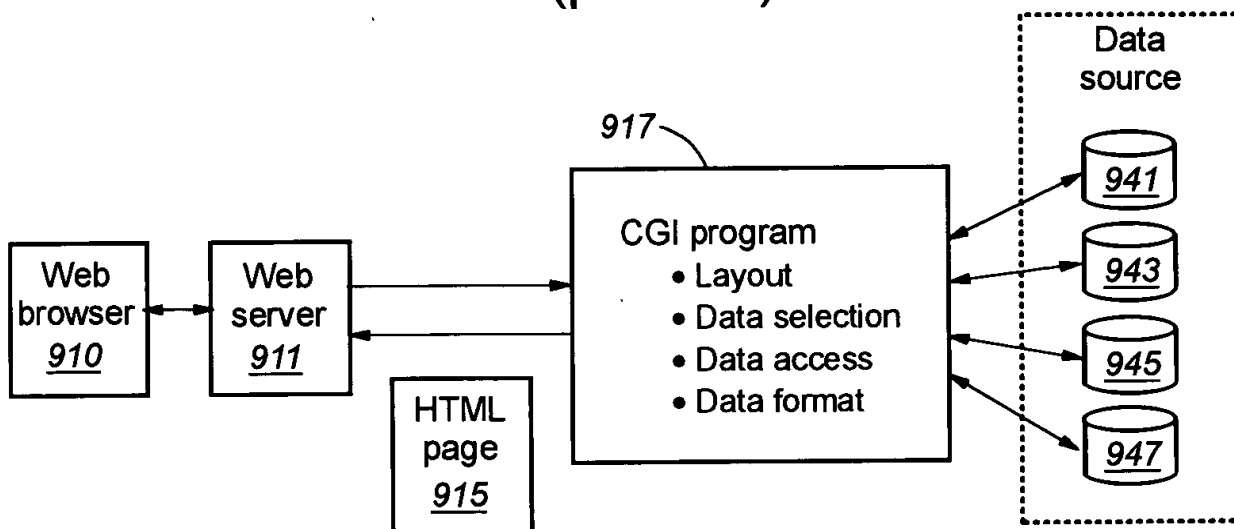 Data
source
917
941
CGI program
• Layout
943
Web
browser
910
Web
server
911
• Data selection
• Data access
945
• Data format
HTML
page
915
947